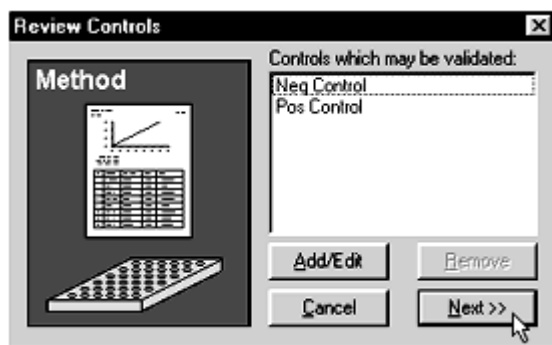 Review Controls
Method
Controls which may be validated:
Neg Control
Pos Control
Add/Edit
Remove
Cancel
Next >>